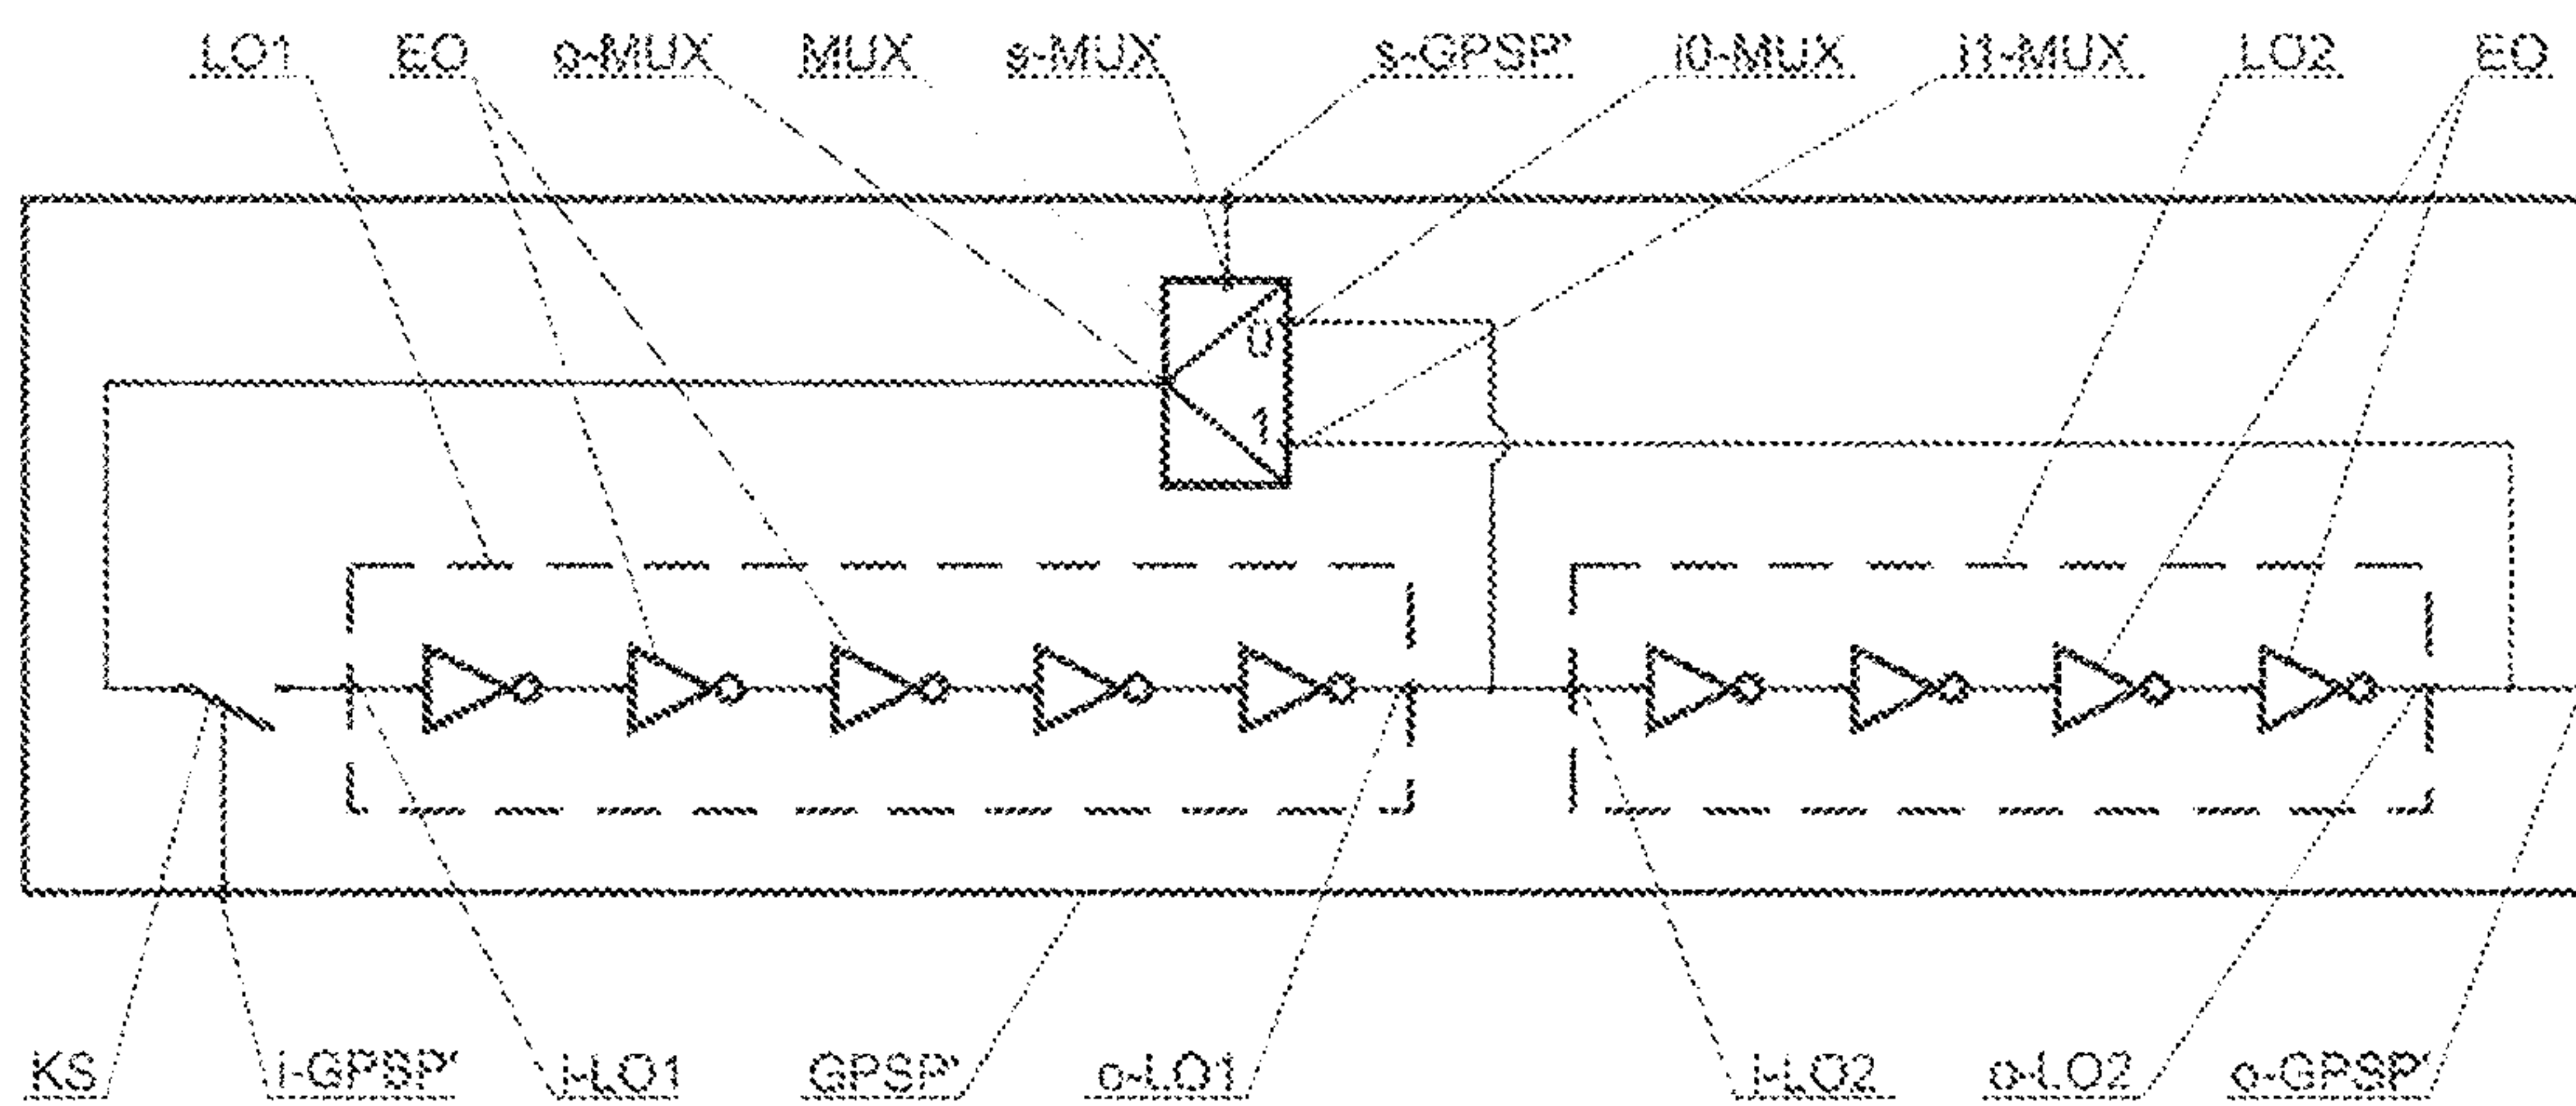 LO1 EO o-MUX MUX s-MUX s-GPSP' i0-MUX i1-MUX LO2 EO
0
1
KS i-GPSP' i-LO1 GPSP' o-LO1 i-LO2 o-LO2 o-GPSP'